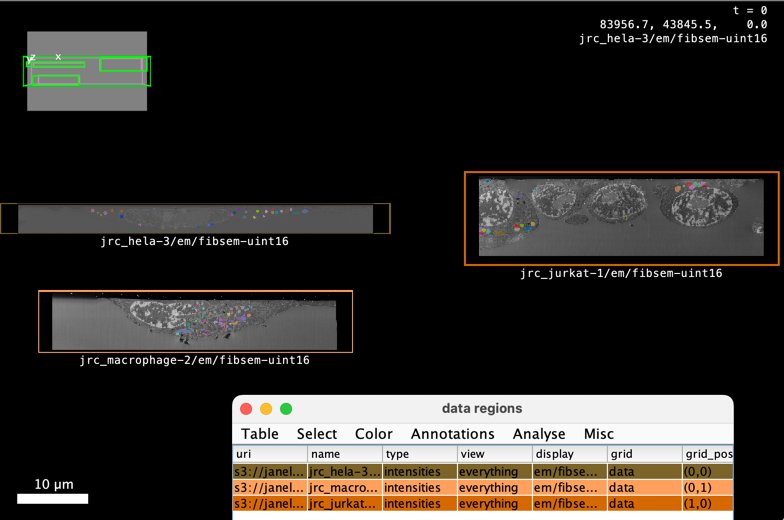 t = 0
83956.7, 43845.5, 0.0
jrc_hela-3/em/fibsem-uint16
z x
y
jrc_hela-3/em/fibsem-uint16
jrc_jurkat-1/em/fibsem-uint16
jrc_macrophage-2/em/fibsem-uint16
data regions
Table Select Color Annotations Analyse Misc
uri name type view display grid grid_pos
s3://janel... jrc_hela-3... intensities everything em/fibse... data (0,0)
s3://janel... jrc_macro... intensities everything em/fibse... data (0,1)
s3://janel... jrc_jurkat... intensities everything em/fibse... data (1,0)
10 µm